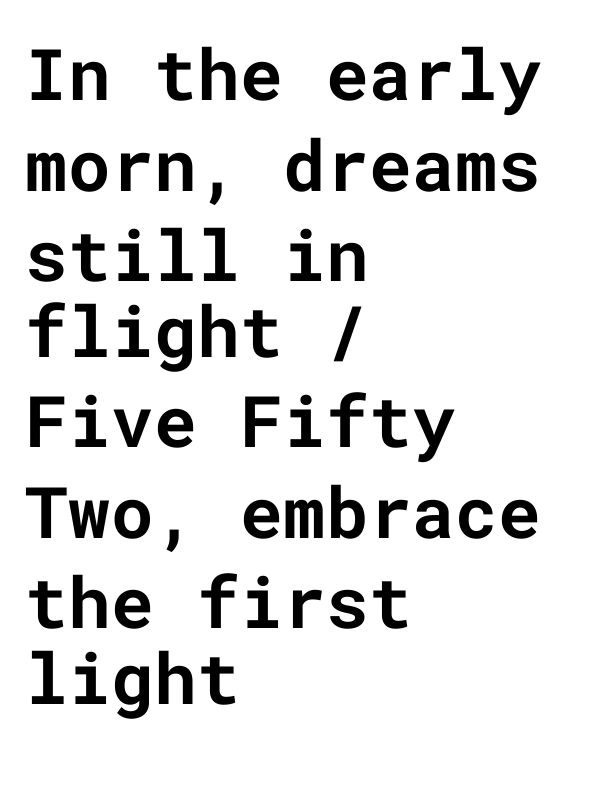 In the early
morn, dreams
still in
flight /
Five Fifty
Two, embrace
the first
light